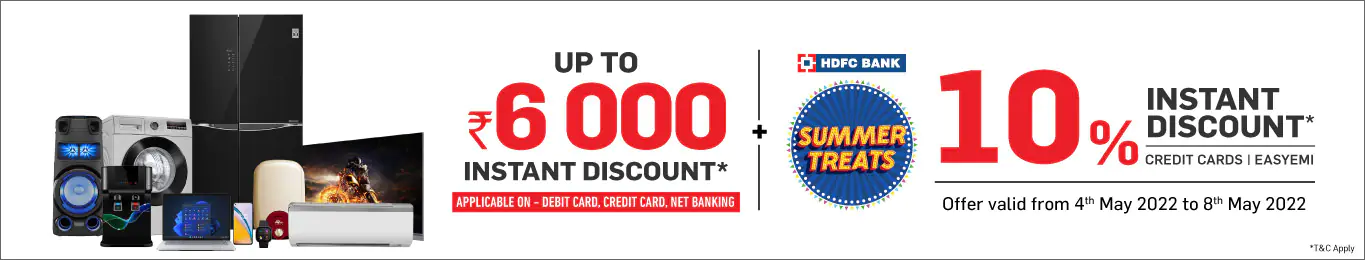 UP TO
₹6 000
INSTANT DISCOUNT*
APPLICABLE ON – DEBIT CARD, CREDIT CARD, NET BANKING
+
HDFC BANK
SUMMER
TREATS
10%
INSTANT
DISCOUNT*
CREDIT CARDS | EASYEMI
Offer valid from 4th May 2022 to 8th May 2022
*T&C Apply